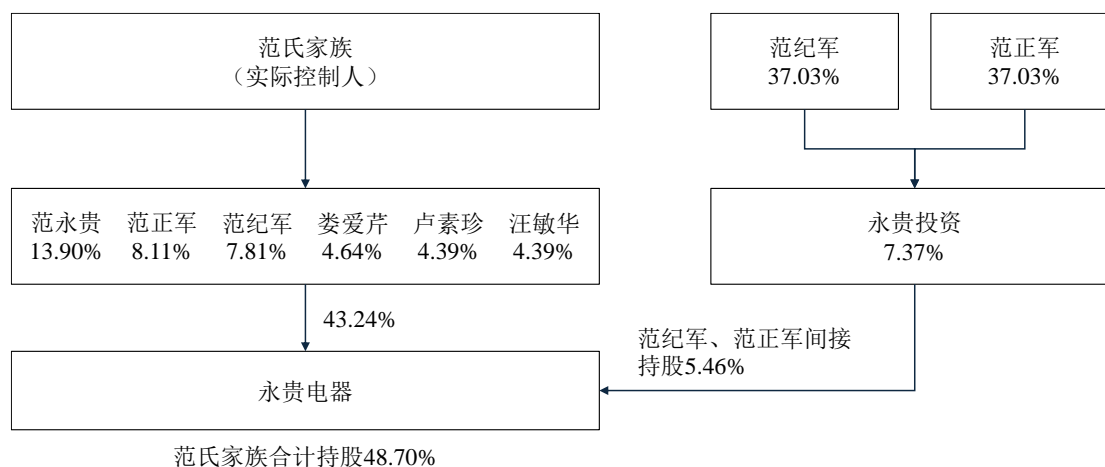 范氏家族
（实际控制人）
范纪军
37.03%
范正军
37.03%
范永贵 范正军 范纪军 娄爱芹 卢素珍 汪敏华
13.90% 8.11% 7.81% 4.64% 4.39% 4.39%
永贵投资
7.37%
43.24%
范纪军、范正军间接
持股5.46%
永贵电器
范氏家族合计持股48.70%